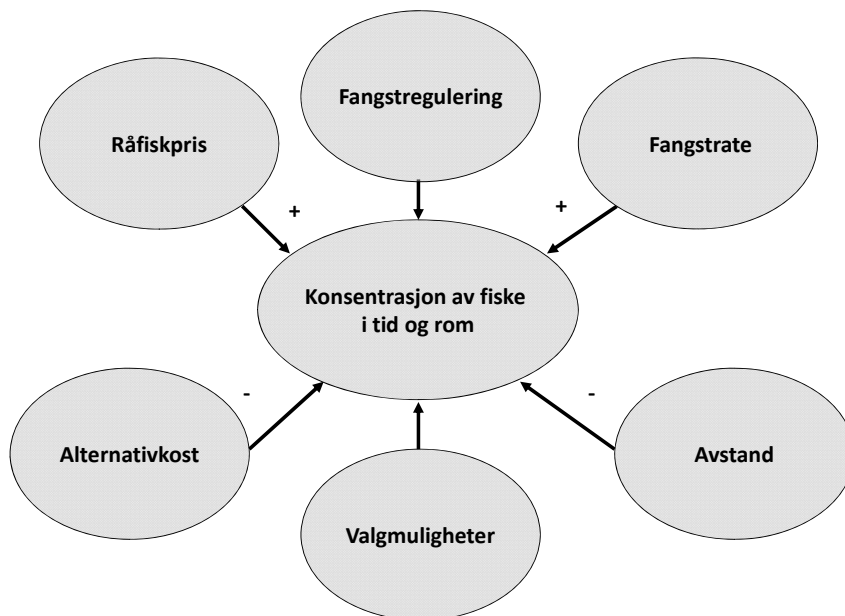 Fangstregulering
Råfiskpris
Fangstrate
+
+
Konsentrasjon av fiske
i tid og rom
-
-
Alternativkost
Avstand
Valgmuligheter